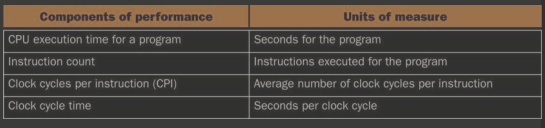 Components of performance Units of measure
CPU execution time for a program Seconds for the program
Instruction count Instructions executed for the program
Clock cycles per instruction (CPI) Average number of clock cycles per instruction
Clock cycle time Seconds per clock cycle